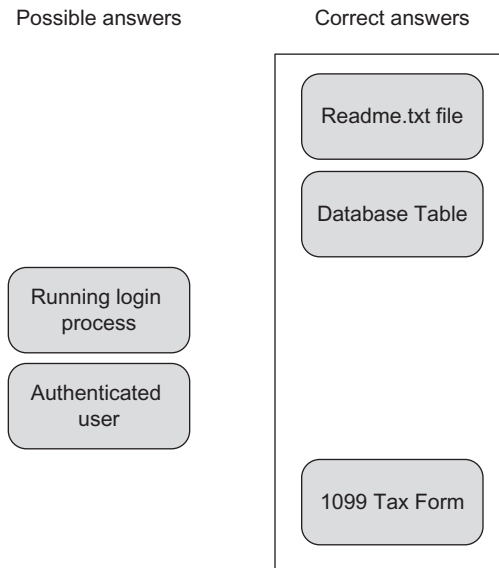 Possible answers
Correct answers
Readme.txt file
Database Table
Running login
process
Authenticated
user
1099 Tax Form